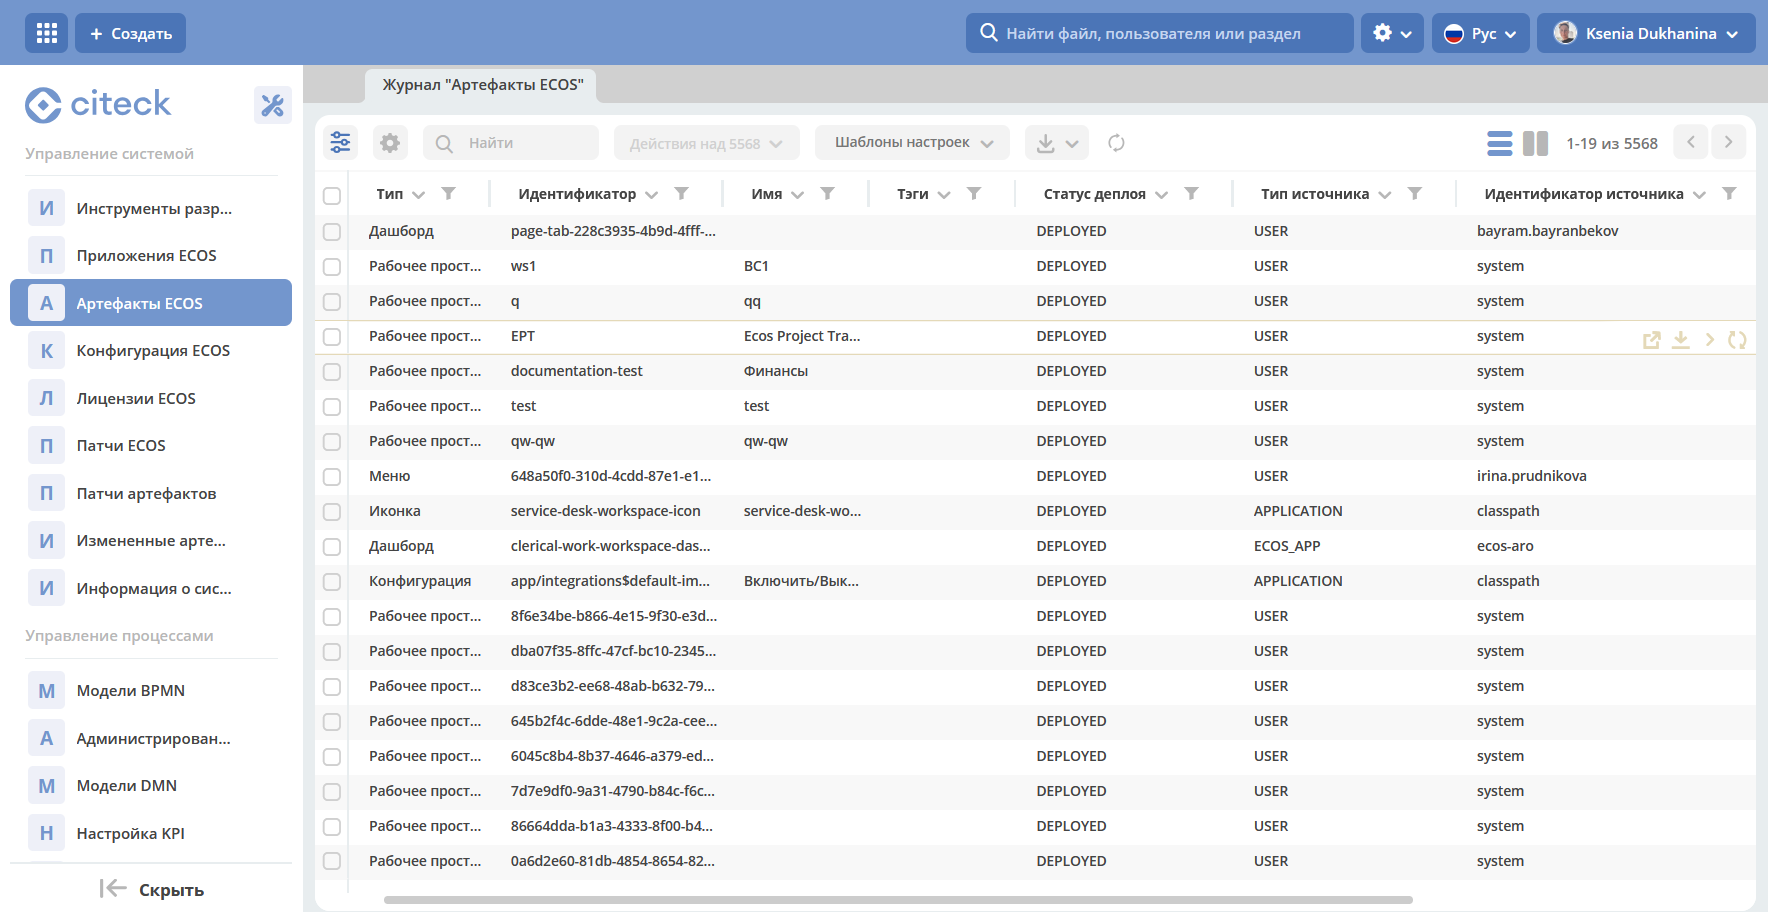 + Создать
Найти файл, пользователя или раздел
Рус
Ksenia Dukhanina
citeck
Управление системой
И Инструменты разр...
П Приложения ECOS
А Артефакты ECOS
К Конфигурация ECOS
Л Лицензии ECOS
П Патчи ECOS
П Патчи артефактов
И Измененные арте...
И Информация о сис...
Управление процессами
М Модели BPMN
А Администрирован...
М Модели DMN
Н Настройка KPI
Скрыть
Журнал "Артефакты ECOS"
Найти
Действия над 5568
Шаблоны настроек
1-19 из 5568
Тип Идентификатор Имя Тэги Статус деплоя Тип источника Идентификатор источника
Дашборд page-tab-228c3935-4b9d-4fff-... DEPLOYED USER bayram.bayranbekov
Рабочее прост... ws1 ВС1 DEPLOYED USER system
Рабочее прост... q qq DEPLOYED USER system
Рабочее прост... EPT Ecos Project Tra... DEPLOYED USER system
Рабочее прост... documentation-test Финансы DEPLOYED USER system
Рабочее прост... test test DEPLOYED USER system
Рабочее прост... qw-qw qw-qw DEPLOYED USER system
Меню 648a50f0-310d-4cdd-87e1-e1... DEPLOYED USER irina.prudnikova
Иконка service-desk-workspace-icon service-desk-wo... DEPLOYED APPLICATION classpath
Дашборд clerical-work-workspace-das... DEPLOYED ECOS_APP ecos-aro
Конфигурация app/integrations$default-im... Включить/Вык... DEPLOYED APPLICATION classpath
Рабочее прост... 8f6e34be-b866-4e15-9f30-e3d... DEPLOYED USER system
Рабочее прост... dba07f35-8ffc-47cf-bc10-2345... DEPLOYED USER system
Рабочее прост... d83ce3b2-ee68-48ab-b632-79... DEPLOYED USER system
Рабочее прост... 645b2f4c-6dde-48e1-9c2a-cee... DEPLOYED USER system
Рабочее прост... 6045c8b4-8b37-4646-a379-ed... DEPLOYED USER system
Рабочее прост... 7d7e9df0-9a31-4790-b84c-f6c... DEPLOYED USER system
Рабочее прост... 86664dda-b1a3-4333-8f00-b4... DEPLOYED USER system
Рабочее прост... 0a6d2e60-81db-4854-8654-82... DEPLOYED USER system